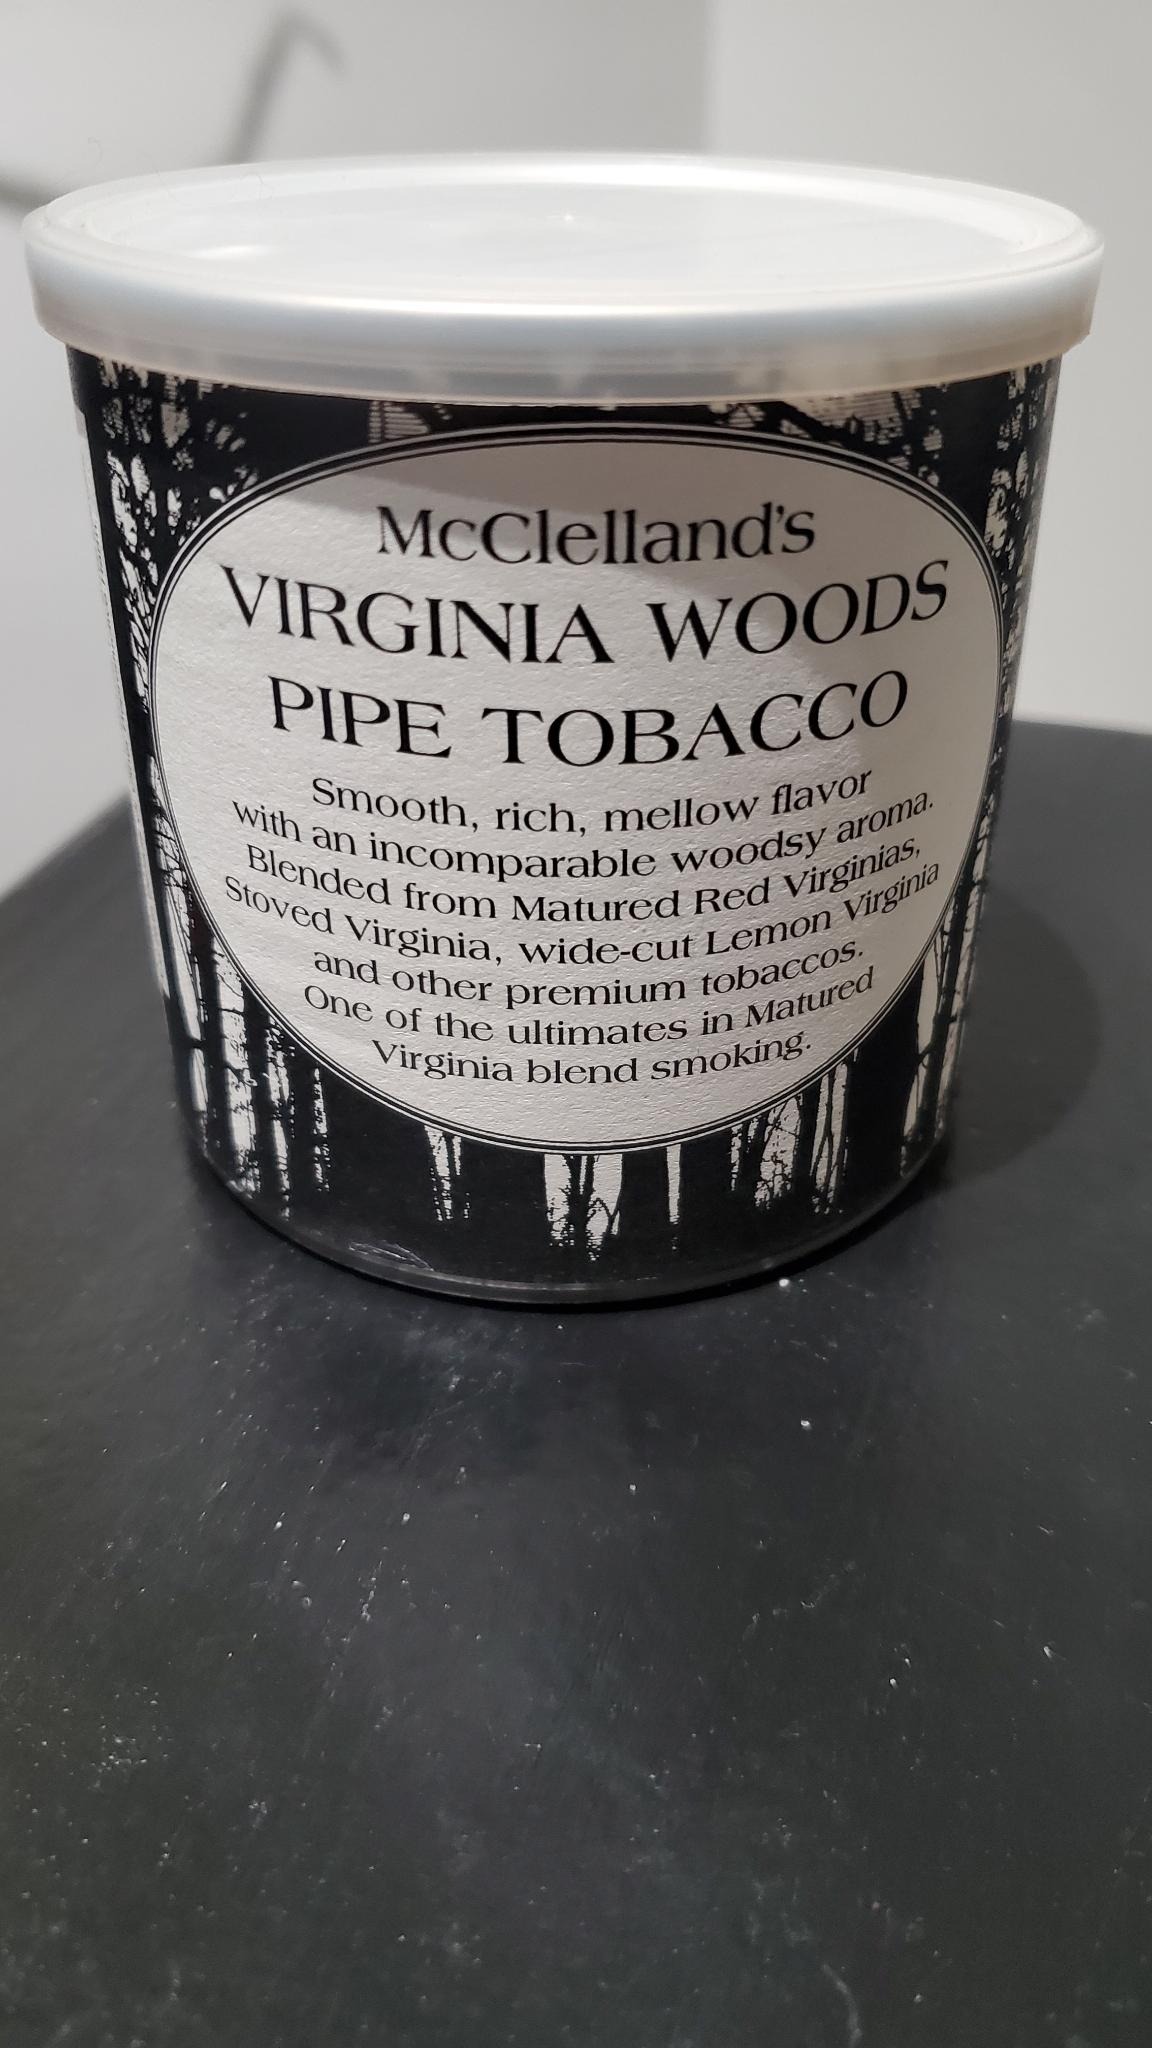 McClelland's
VIRGINIA WOODS
PIPE TOBACCO
Smooth, rich, mellow flavor
with an incomparable woodsy aroma.
Blended from Matured Red Virginias,
Stoved Virginia, wide-cut Lemon Virginia
and other premium tobaccos.
One of the ultimates in Matured
Virginia blend smoking.